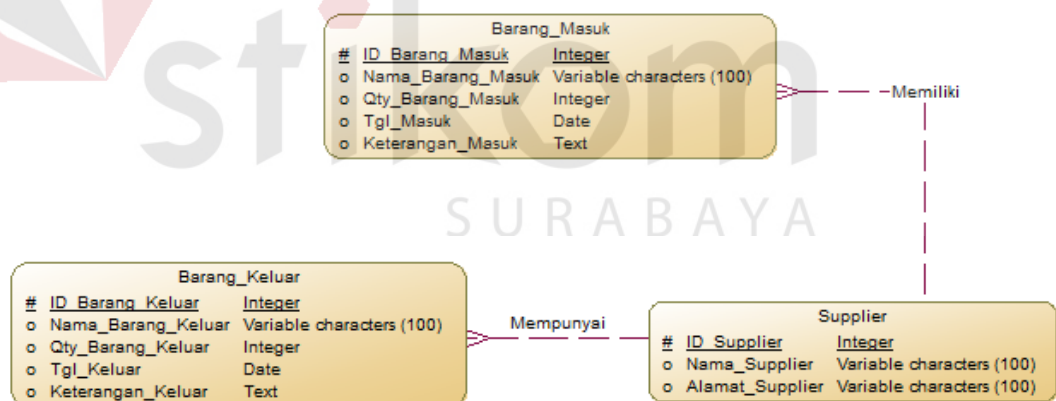 Barang_Masuk
# ID_Barang_Masuk Integer
o Nama_Barang_Masuk Variable characters (100)
o Qty_Barang_Masuk Integer
o Tgl_Masuk Date
o Keterangan_Masuk Text
Memiliki
stikom
SURABAYA
Barang_Keluar
# ID_Barang_Keluar Integer
o Nama_Barang_Keluar Variable characters (100)
o Qty_Barang_Keluar Integer
o Tgl_Keluar Date
o Keterangan_Keluar Text
Mempunyai
Supplier
# ID_Supplier Integer
o Nama_Supplier Variable characters (100)
o Alamat_Supplier Variable characters (100)